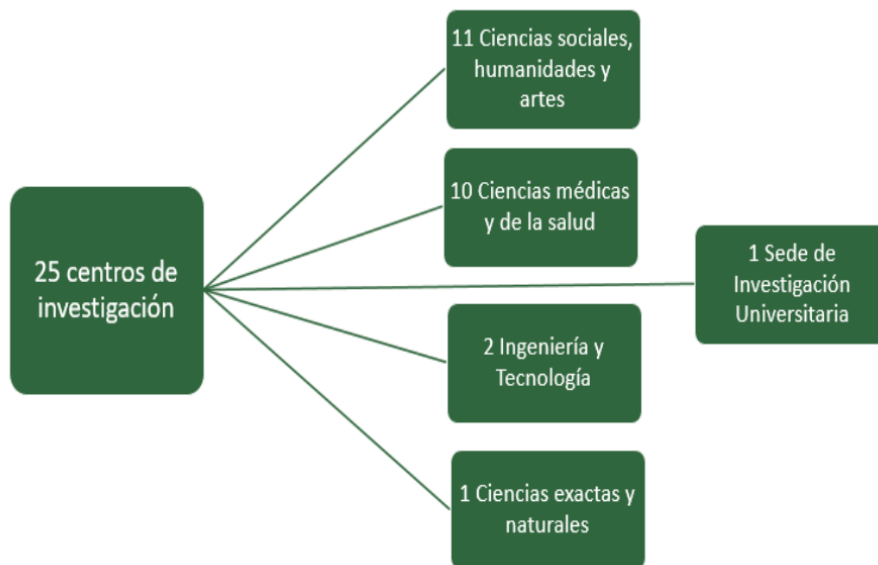 25 centros de
investigación
11 Ciencias sociales,
humanidades y
artes
10 Ciencias médicas
y de la salud
1 Sede de
Investigación
Universitaria
2 Ingeniería y
Tecnología
1 Ciencias exactas y
naturales